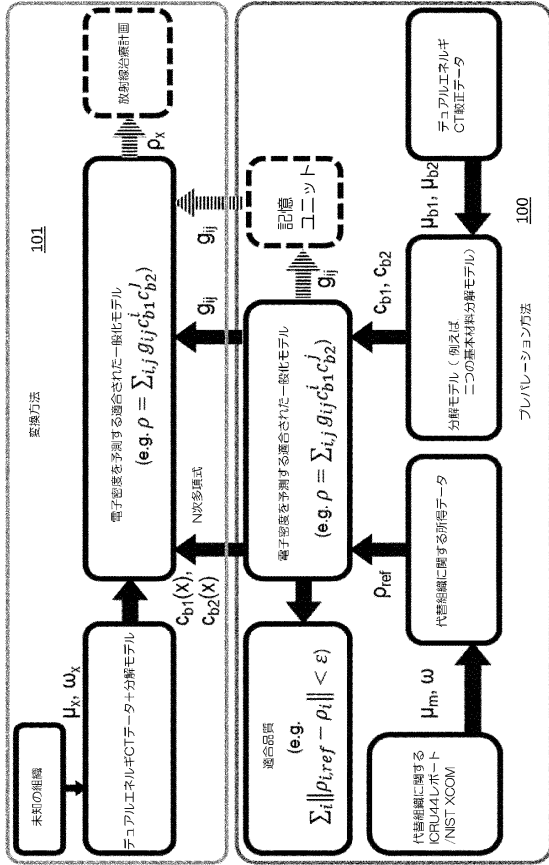 変換方法
101
未知の組織
μx, ωx
デュアルエネルギCTデータ+分解モデル
電子密度を予測する適合された一般化モデル
(e.g. ρ = Σi,j gij c^i_b1 c^j_b2)
ρx
放射線治療計画
cb1(x),
cb2(x)
N次多項式
gij
gij
適合品質
(e.g.
Σi‖ρi,ref − ρi‖ < ε)
電子密度を予測する適合された一般化モデル
(e.g. ρ = Σi,j gij c^i_b1 c^j_b2)
gij
記憶
ユニット
ρref
cb1, cb2
代替組織に関する
ICRU44レポート
/NIST XCOM
μm, ω
代替組織に関する所得データ
分解モデル(例えば、
二つの基本材料分解モデル)
μb1, μb2
デュアルエネルギ
CT較正データ
プレパレーション方法
100